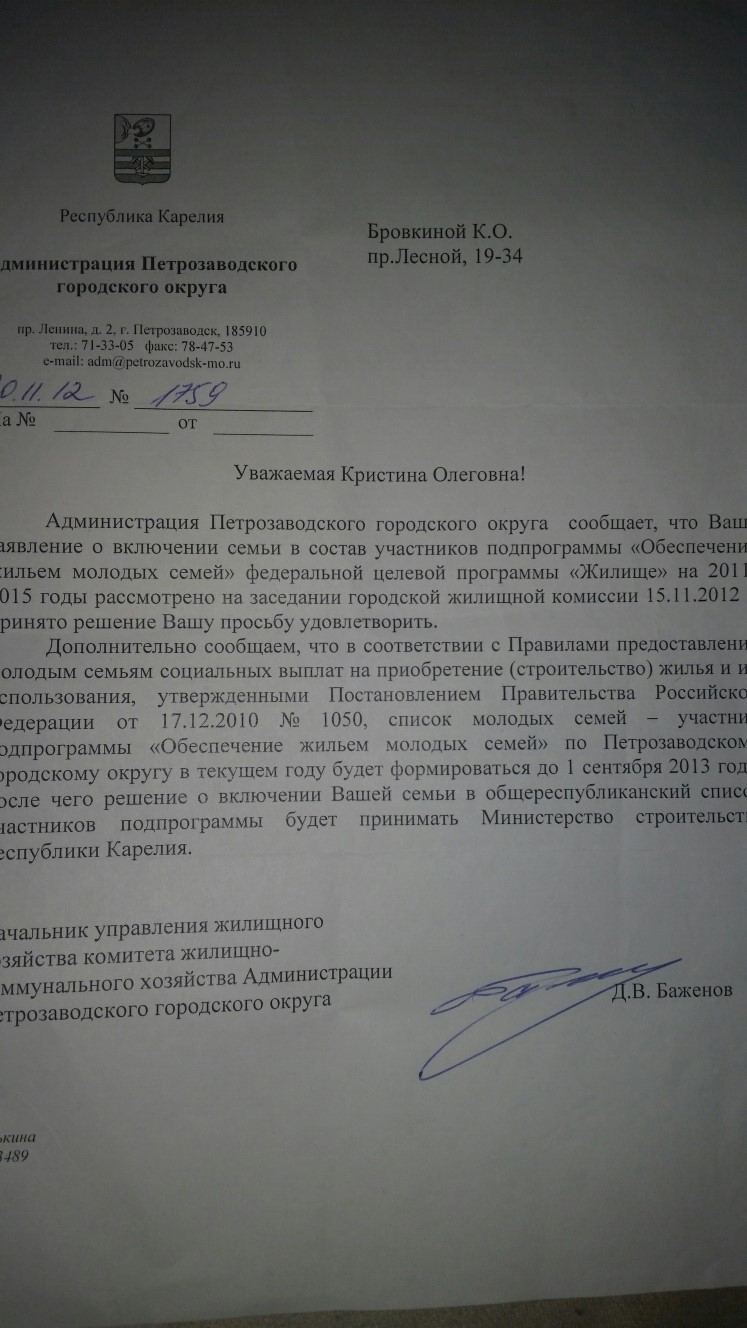 Республика Карелия
дминистрация Петрозаводского
городского округа
пр. Ленина, д. 2, г. Петрозаводск, 185910
тел.: 71-33-05 факс: 78-47-53
e-mail: adm@petrozavodsk-mo.ru
0.11.12 № 1759
а № от
Бровкиной К.О.
пр.Лесной, 19-34
Уважаемая Кристина Олеговна!
Администрация Петрозаводского городского округа сообщает, что Ваш
аявление о включении семьи в состав участников подпрограммы «Обеспечени
жильем молодых семей» федеральной целевой программы «Жилище» на 2011
015 годы рассмотрено на заседании городской жилищной комиссии 15.11.2012
ринято решение Вашу просьбу удовлетворить.
Дополнительно сообщаем, что в соответствии с Правилами предоставлени
олодым семьям социальных выплат на приобретение (строительство) жилья и и
спользования, утвержденными Постановлением Правительства Российско
Федерации от 17.12.2010 № 1050, список молодых семей – участни
одпрограммы «Обеспечение жильем молодых семей» по Петрозаводском
ородскому округу в текущем году будет формироваться до 1 сентября 2013 год
осле чего решение о включении Вашей семьи в общереспубликанский списо
частников подпрограммы будет принимать Министерство строительст
еспублики Карелия.
ачальник управления жилищного
озяйства комитета жилищно-
ммунального хозяйства Администрации
етрозаводского городского округа
Д.В. Баженов
ькина
3489